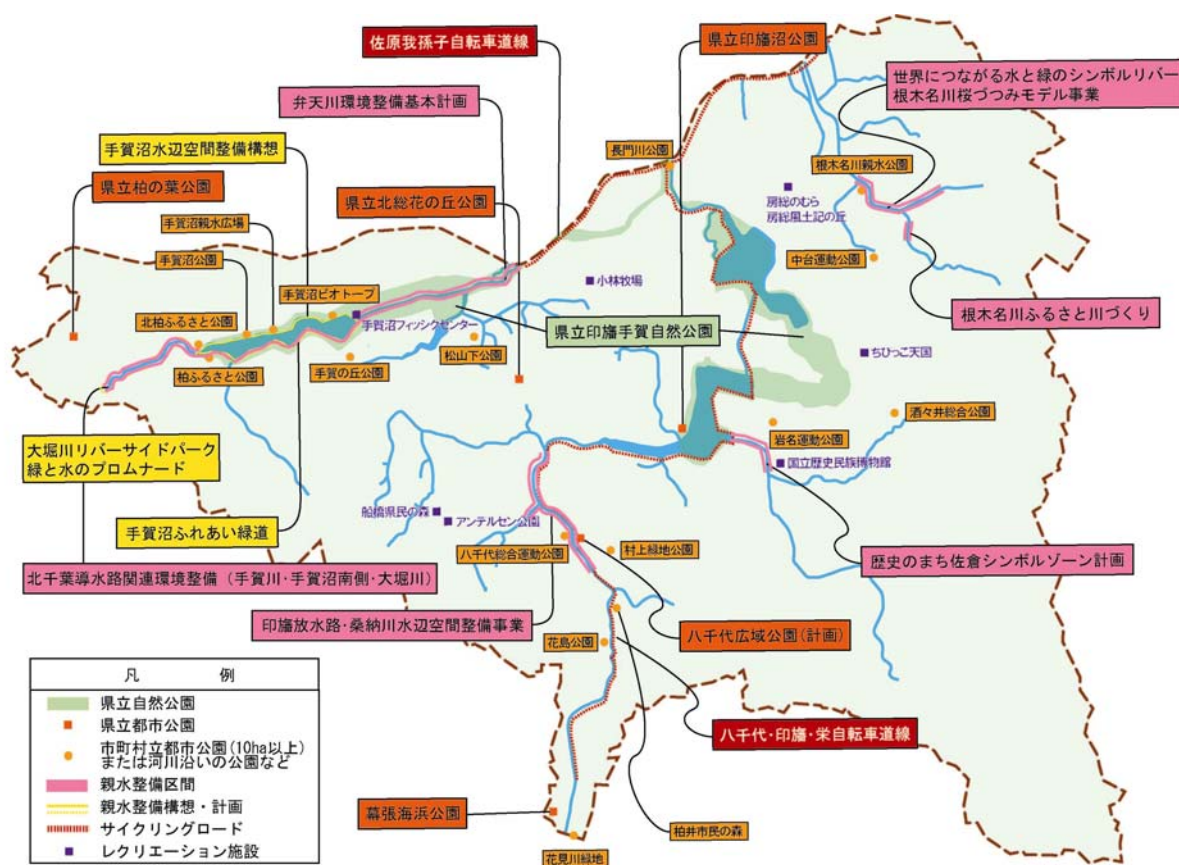 佐原我孫子自転車道線
県立印旛沼公園
世界につながる水と緑のシンボルリバー
根木名川桜づつみモデル事業
弁天川環境整備基本計画
手賀沼水辺空間整備構想
長門川公園
根木名川親水公園
県立柏の葉公園
県立北総花の丘公園
房総のむら
房総風土記の丘
手賀沼親水広場
手賀沼公園
中台運動公園
小林牧場
手賀沼ビオトープ
北柏ふるさと公園
手賀沼フィッシクセンター
県立印旛手賀自然公園
根木名川ふるさと川づくり
松山下公園
ちびっこ天国
柏ふるさと公園
手賀の丘公園
酒々井総合公園
岩名運動公園
大堀川リバーサイドパーク
緑と水のプロムナード
国立歴史民族博物館
船橋県民の森
アンデルセン公園
手賀沼ふれあい緑道
八千代総合運動公園
村上緑地公園
歴史のまち佐倉シンボルゾーン計画
北千葉導水路関連環境整備（手賀川・手賀沼南側・大堀川）
印旛放水路・桑納川水辺空間整備事業
八千代広域公園(計画)
花島公園
八千代・印旛・栄自転車道線
幕張海浜公園
柏井市民の森
花見川緑地
凡例
県立自然公園
県立都市公園
市町村立都市公園(10ha以上)
または河川沿いの公園など
親水整備区間
親水整備構想・計画
サイクリングロード
レクリエーション施設